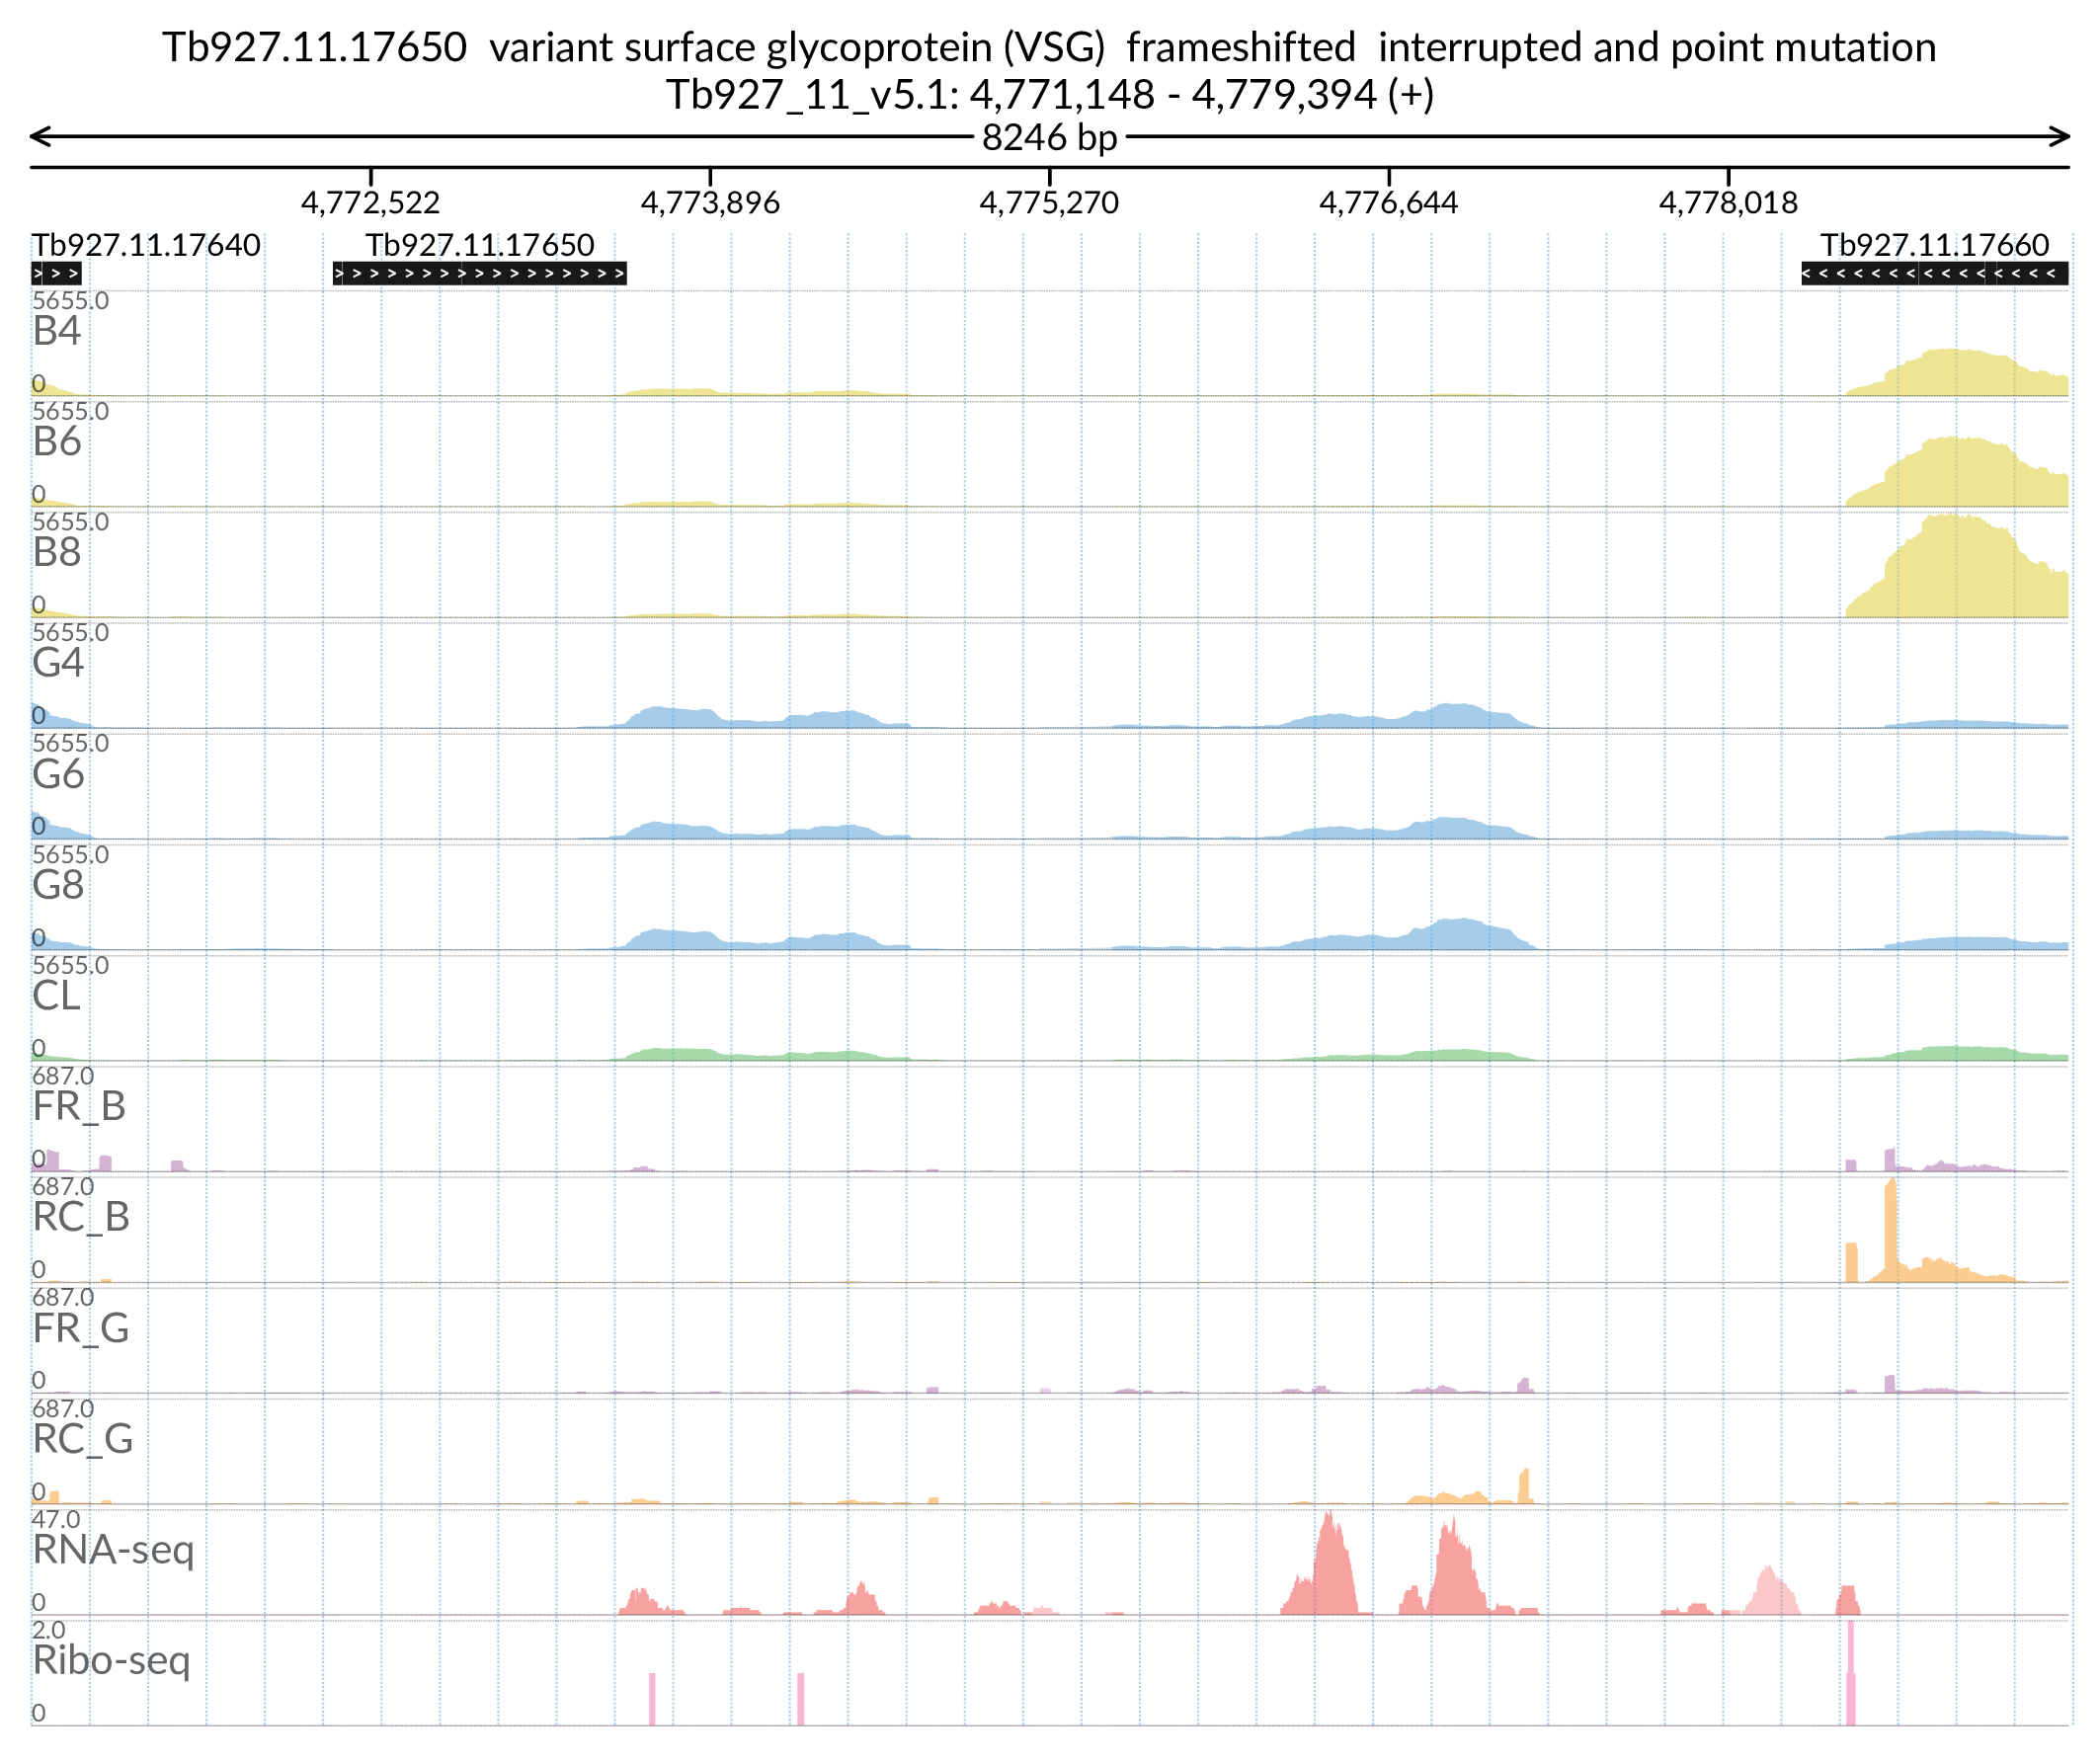 Tb927.11.17650  variant surface glycoprotein (VSG)  frameshifted  interrupted and point mutation
Tb927_11_v5.1: 4,771,148 - 4,779,394 (+)
8246 bp
4,772,522 4,773,896 4,775,270 4,776,644 4,778,018
Tb927.11.17640 Tb927.11.17650 Tb927.11.17660
5655.0
B4
0
5655.0
B6
0
5655.0
B8
0
5655.0
G4
0
5655.0
G6
0
5655.0
G8
0
5655.0
CL
0
687.0
FR_B
0
687.0
RC_B
0
687.0
FR_G
0
687.0
RC_G
0
47.0
RNA-seq
0
2.0
Ribo-seq
0